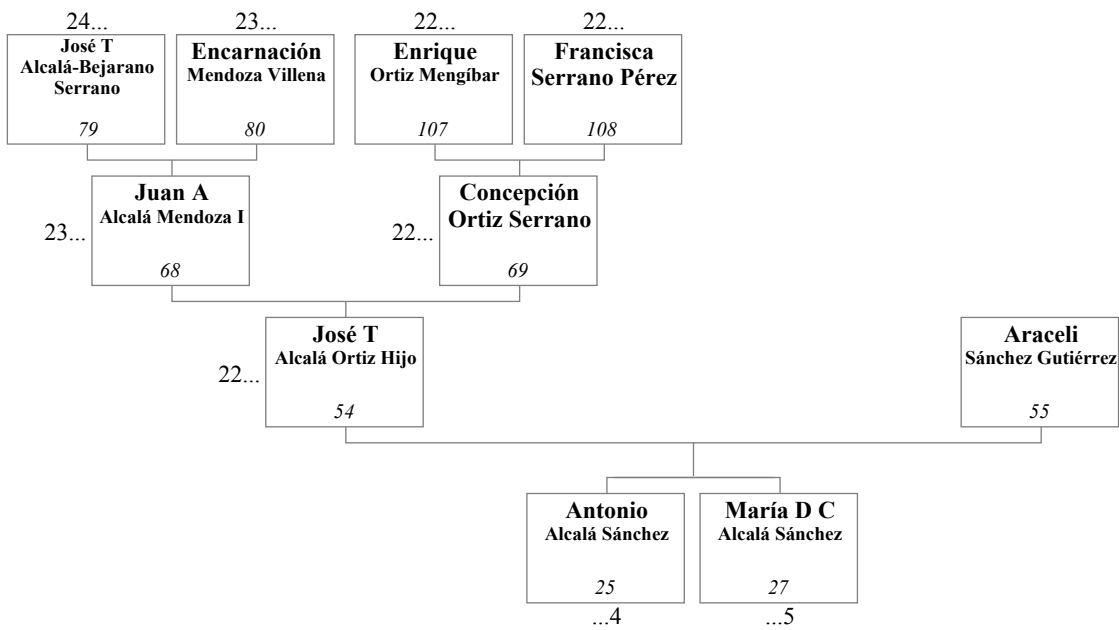 24...
23...
22...
22...
José T
Alcalá-Bejarano
Serrano
79
Encarnación
Mendoza Villena
80
Enrique
Ortiz Mengíbar
107
Francisca
Serrano Pérez
108
23...
Juan A
Alcalá Mendoza I
68
22...
Concepción
Ortiz Serrano
69
22...
José T
Alcalá Ortiz Hijo
54
Araceli
Sánchez Gutiérrez
55
Antonio
Alcalá Sánchez
25
...4
María D C
Alcalá Sánchez
27
...5